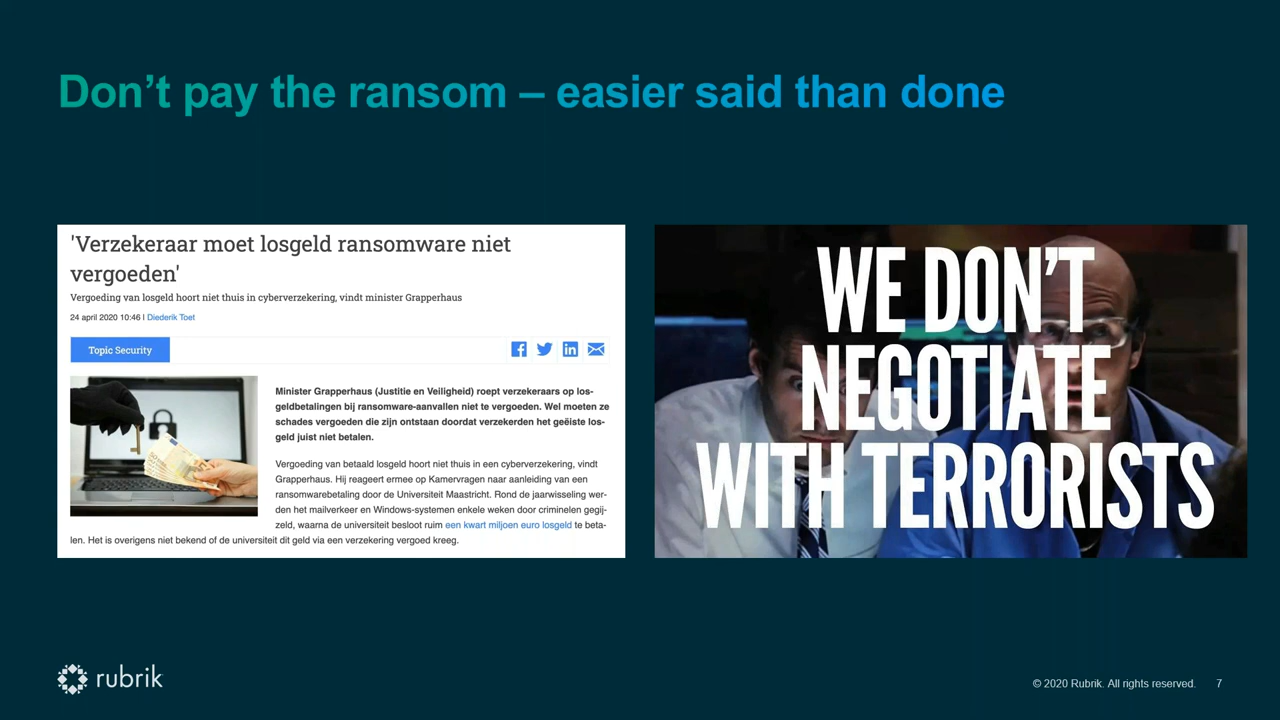 Don’t pay the ransom – easier said than done
'Verzekeraar moet losgeld ransomware niet
vergoeden'
Vergoeding van losgeld hoort niet thuis in cyberverzekering, vindt minister Grapperhaus
24 april 2020 10:46 I Diederik Toet
Topic Security
Minister Grapperhaus (Justitie en Veiligheid) roept verzekeraars op los-
geldbetalingen bij ransomware-aanvallen niet te vergoeden. Wel moeten ze
schades vergoeden die zijn ontstaan doordat verzekerden het geëiste los-
geld juist niet betalen.
Vergoeding van betaald losgeld hoort niet thuis in een cyberverzekering, vindt
Grapperhaus. Hij reageert ermee op Kamervragen naar aanleiding van een
ransomwarebetaling door de Universiteit Maastricht. Rond de jaarwisseling wer-
den het mailverkeer en Windows-systemen enkele weken door criminelen gegij-
zeld, waarna de universiteit besloot ruim een kwart miljoen euro losgeld te beta-
len. Het is overigens niet bekend of de universiteit dit geld via een verzekering vergoed kreeg.
WE DON’T
NEGOTIATE
WITH TERRORISTS
rubrik
© 2020 Rubrik. All rights reserved. 7